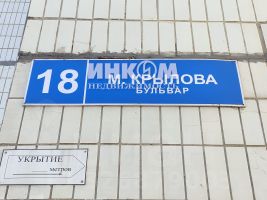 18
М. КРЫЛОВА
БУЛЬВАР
ИНКОМ
НЕДВИЖИМОСТЬ
УКРЫТИЕ
метров